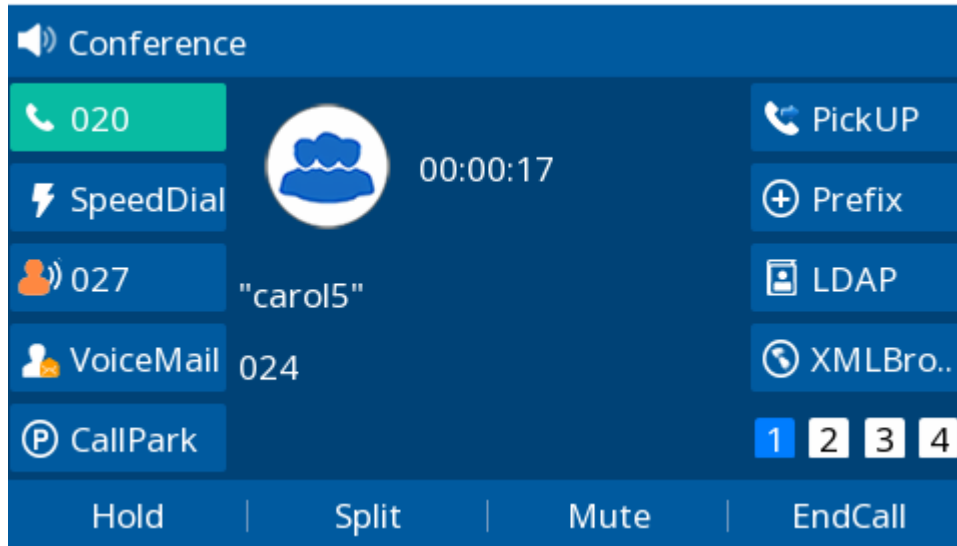 Conference
020
SpeedDial
027
VoiceMail
P CallPark
00:00:17
"carol5"
024
PickUP
Prefix
LDAP
XMLBro..
1 2 3 4
Hold | Split | Mute | EndCall